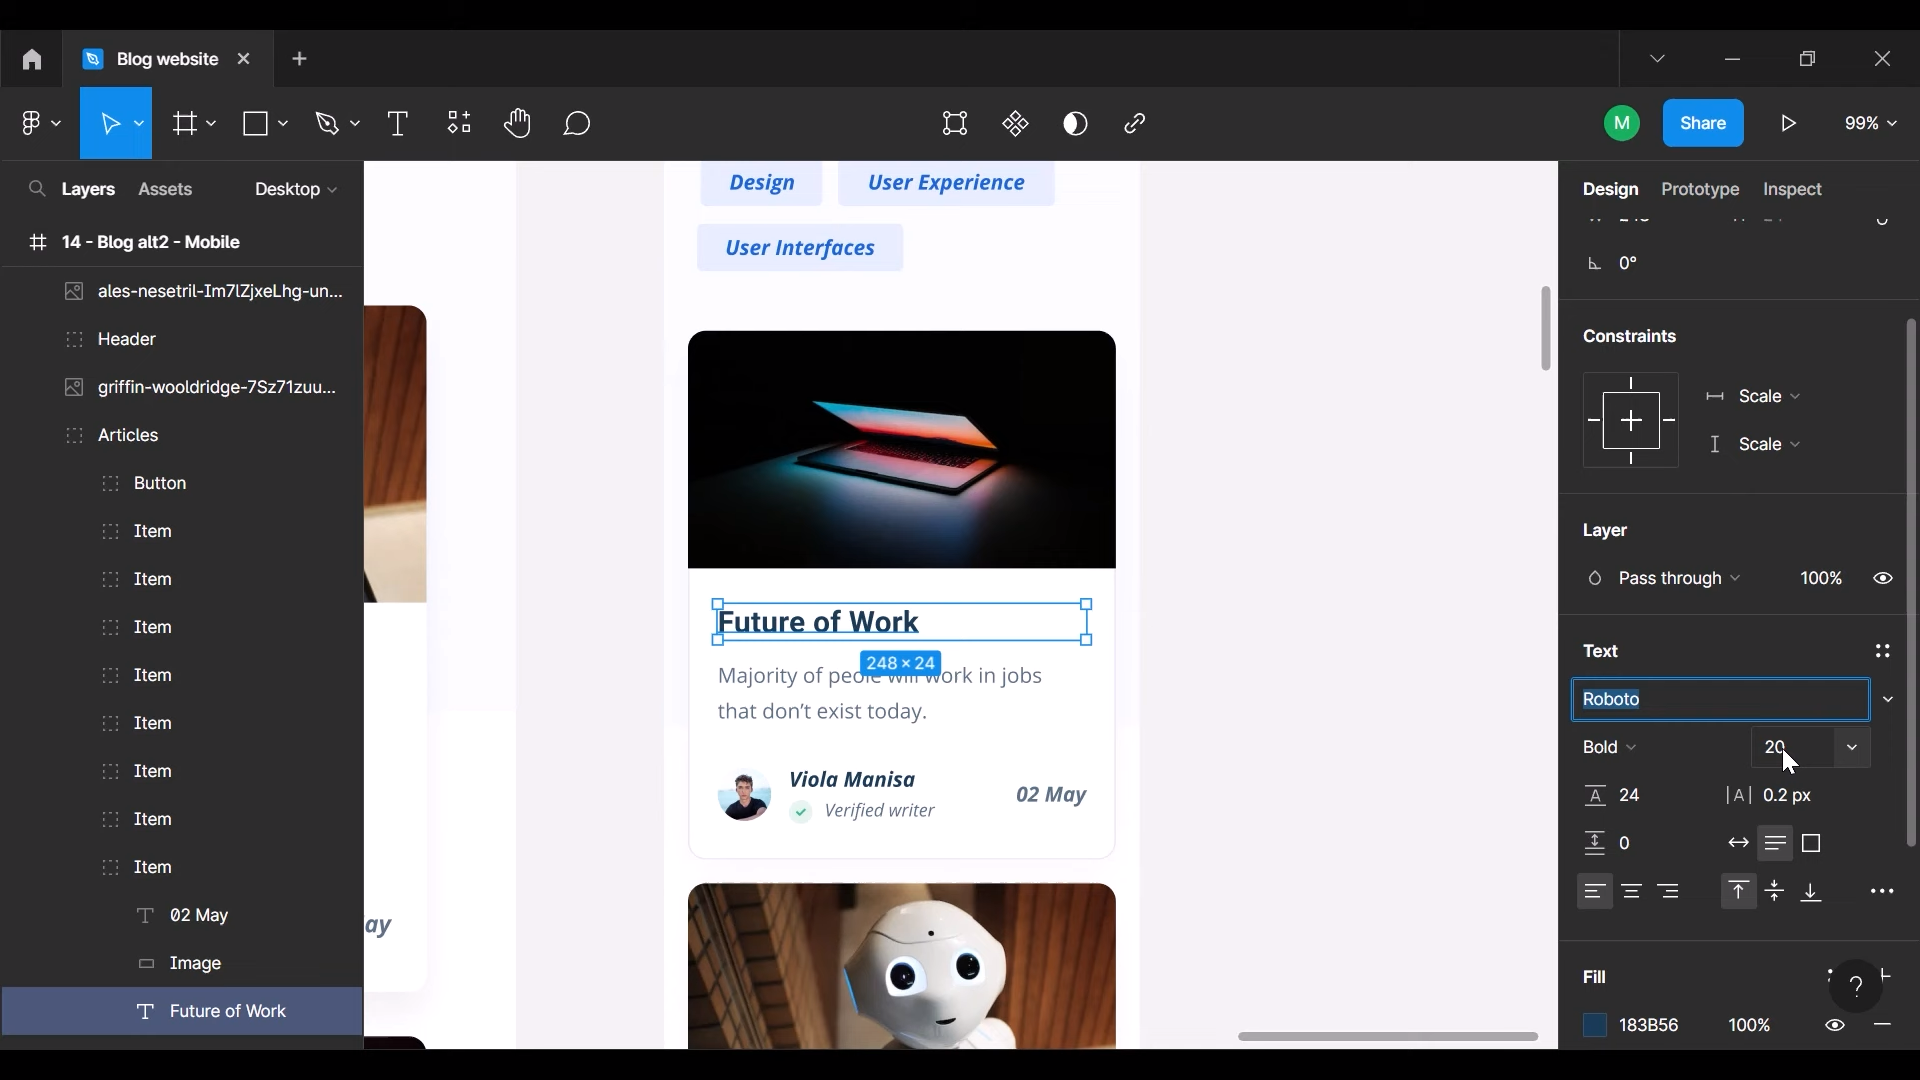 Blog website
M
Share
99%
Layers
Assets
Desktop
Design
Prototype
Inspect
14 - Blog alt2 - Mobile
ales-nesetril-Im7lZjxeLhg-un...
Header
griffin-wooldridge-7Sz71zuu...
Articles
Button
Item
Item
Item
Item
Item
Item
Item
Item
02 May
Image
Future of Work
ay
Design
User Experience
User Interfaces
Future of Work
248 × 24
Majority of peole will work in jobs
that don't exist today.
Viola Manisa
Verified writer
02 May
0°
Constraints
Scale
Scale
Layer
Pass through
100%
Text
Roboto
Bold
20
24
|A| 0.2 px
0
Fill
?
183B56
100%